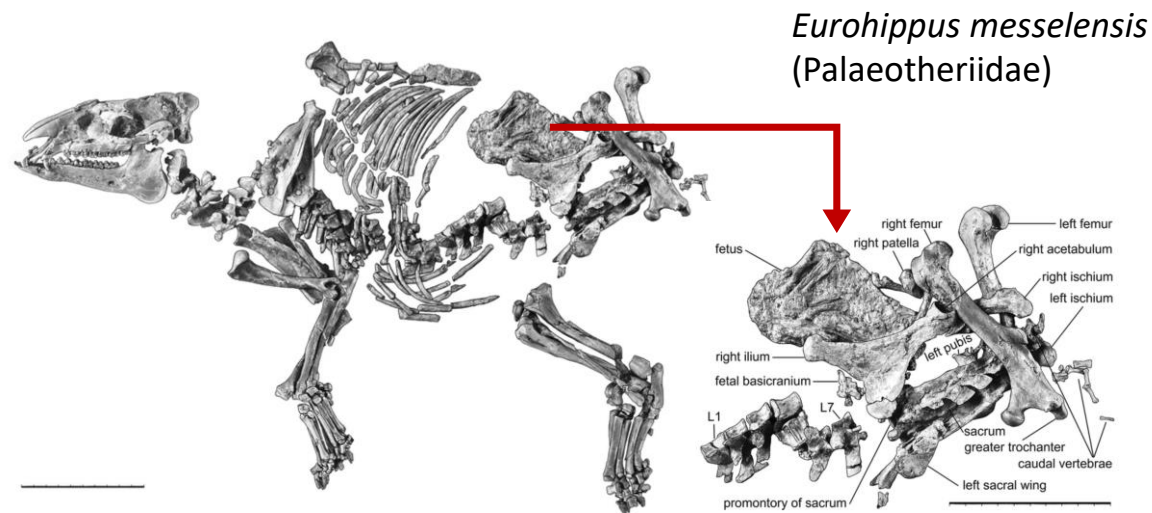 Eurohippus messelensis
(Palaeotheriidae)
right femur
left femur
right patella
fetus
right acetabulum
right ischium
left ischium
left pubis
right ilium
fetal basicranium
L1
L7
sacrum
greater trochanter
caudal vertebrae
left sacral wing
promontory of sacrum